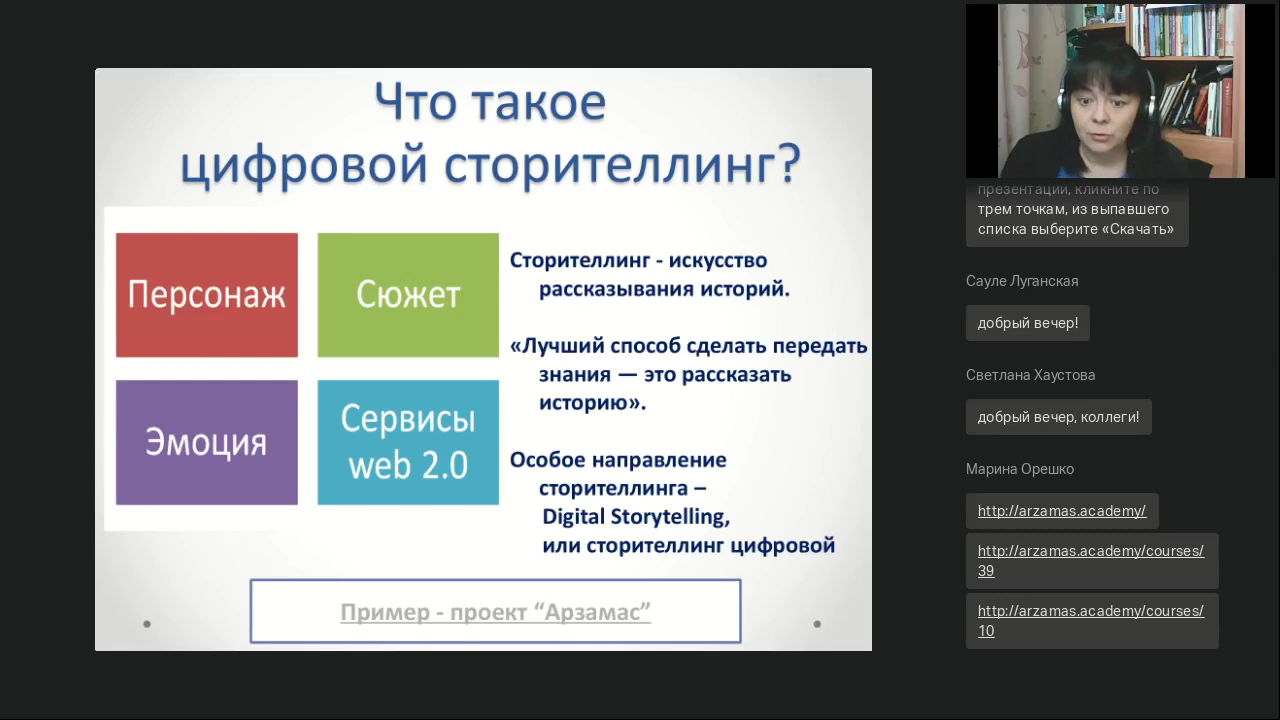 Что такое
цифровой сторителлинг?
Персонаж
Сюжет
Эмоция
Сервисы
web 2.0
Сторителлинг - искусство
рассказывания историй.
«Лучший способ сделать передать
знания — это рассказать
историю».
Особое направление
сторителлинга –
Digital Storytelling,
или сторителлинг цифровой
Пример - проект “Арзамас”
презентации, кликните по
трем точкам, из выпавшего
списка выберите «Скачать»
Сауле Луганская
добрый вечер!
Светлана Хаустова
добрый вечер, коллеги!
Марина Орешко
http://arzamas.academy/
http://arzamas.academy/courses/
39
http://arzamas.academy/courses/
10